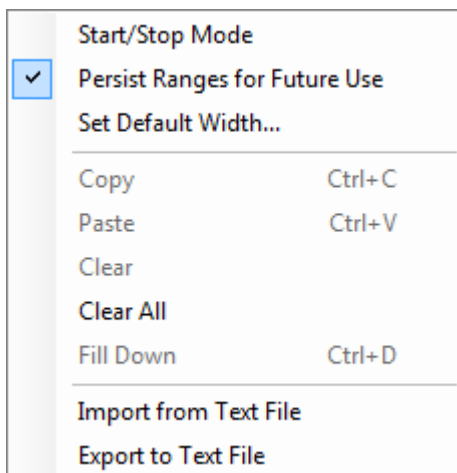 Start/Stop Mode
Persist Ranges for Future Use
Set Default Width...
Copy Ctrl+C
Paste Ctrl+V
Clear
Clear All
Fill Down Ctrl+D
Import from Text File
Export to Text File